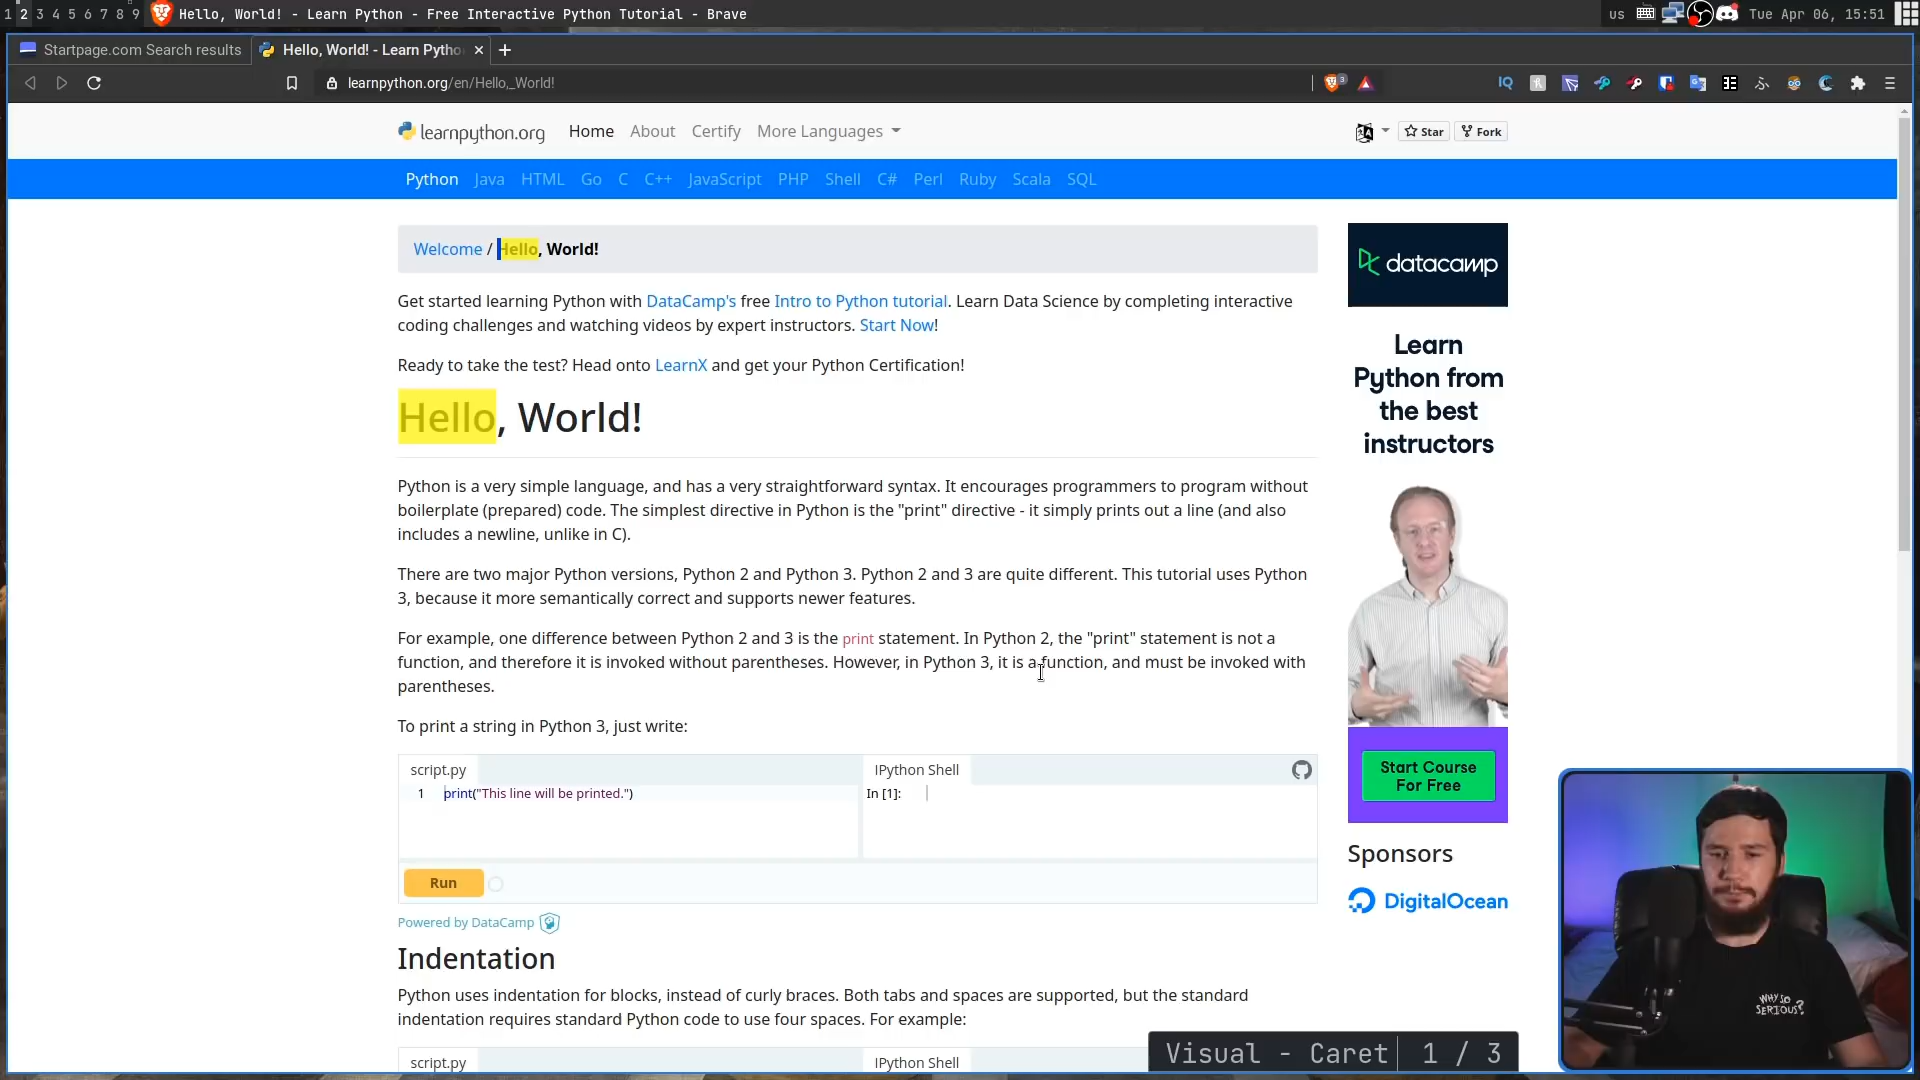 1 2 3 4 5 6 7 8 9 Hello, World! - Learn Python - Free Interactive Python Tutorial - Brave
us Tue Apr 06, 15:51
Startpage.com Search results
Hello, World! - Learn Pytho
learnpython.org/en/Hello,_World!
3
IQ
learnpython.org Home About Certify More Languages
Star Fork
Python Java HTML Go C C++ JavaScript PHP Shell C# Perl Ruby Scala SQL
Welcome / Hello, World!
Get started learning Python with DataCamp's free Intro to Python tutorial. Learn Data Science by completing interactive
coding challenges and watching videos by expert instructors. Start Now!
Ready to take the test? Head onto LearnX and get your Python Certification!
Hello, World!
Python is a very simple language, and has a very straightforward syntax. It encourages programmers to program without
boilerplate (prepared) code. The simplest directive in Python is the "print" directive - it simply prints out a line (and also
includes a newline, unlike in C).
There are two major Python versions, Python 2 and Python 3. Python 2 and 3 are quite different. This tutorial uses Python
3, because it more semantically correct and supports newer features.
For example, one difference between Python 2 and 3 is the print statement. In Python 2, the "print" statement is not a
function, and therefore it is invoked without parentheses. However, in Python 3, it is a function, and must be invoked with
parentheses.
To print a string in Python 3, just write:
script.py
1 print("This line will be printed.")
IPython Shell
In [1]:
Run
Powered by DataCamp
Indentation
Python uses indentation for blocks, instead of curly braces. Both tabs and spaces are supported, but the standard
indentation requires standard Python code to use four spaces. For example:
script.py
IPython Shell
datacamp
Learn
Python from
the best
instructors
Start Course
For Free
Sponsors
DigitalOcean
WHY SO
SERIOUS?
Visual - Caret 1 / 3